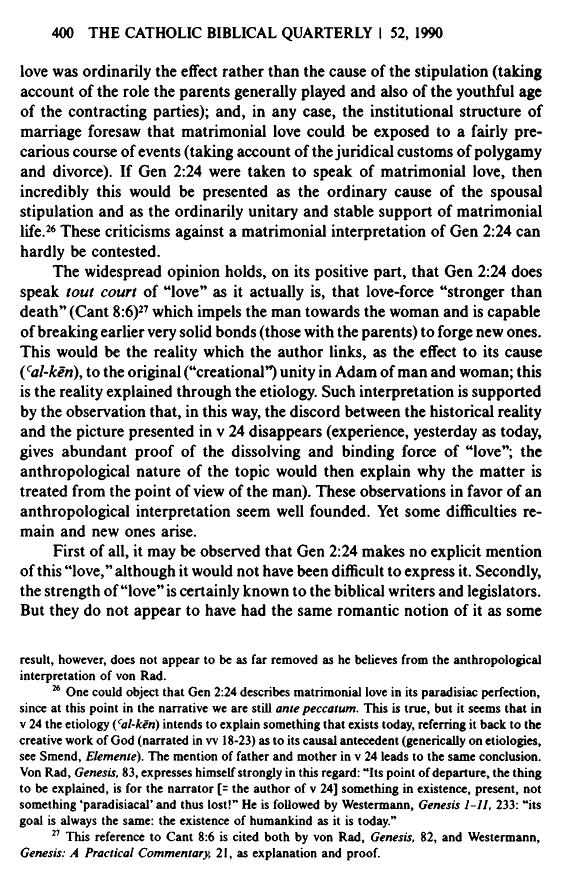 400 THE CATHOLIC BIBLICAL QUARTERLY | 52, 1990
love was ordinarily the effect rather than the cause of the stipulation (taking
account of the role the parents generally played and also of the youthful age
of the contracting parties); and, in any case, the institutional structure of
marriage foresaw that matrimonial love could be exposed to a fairly pre-
carious course of events (taking account of the juridical customs of polygamy
and divorce). If Gen 2:24 were taken to speak of matrimonial love, then
incredibly this would be presented as the ordinary cause of the spousal
stipulation and as the ordinarily unitary and stable support of matrimonial
life.²⁶ These criticisms against a matrimonial interpretation of Gen 2:24 can
hardly be contested.
The widespread opinion holds, on its positive part, that Gen 2:24 does
speak tout court of “love” as it actually is, that love-force “stronger than
death” (Cant 8:6)²⁷ which impels the man towards the woman and is capable
of breaking earlier very solid bonds (those with the parents) to forge new ones.
This would be the reality which the author links, as the effect to its cause
(ʿal-kēn), to the original (“creational”) unity in Adam of man and woman; this
is the reality explained through the etiology. Such interpretation is supported
by the observation that, in this way, the discord between the historical reality
and the picture presented in v 24 disappears (experience, yesterday as today,
gives abundant proof of the dissolving and binding force of “love”; the
anthropological nature of the topic would then explain why the matter is
treated from the point of view of the man). These observations in favor of an
anthropological interpretation seem well founded. Yet some difficulties re-
main and new ones arise.
First of all, it may be observed that Gen 2:24 makes no explicit mention
of this “love,” although it would not have been difficult to express it. Secondly,
the strength of “love” is certainly known to the biblical writers and legislators.
But they do not appear to have had the same romantic notion of it as some
result, however, does not appear to be as far removed as he believes from the anthropological
interpretation of von Rad.
²⁶ One could object that Gen 2:24 describes matrimonial love in its paradisiac perfection,
since at this point in the narrative we are still ante peccatum. This is true, but it seems that in
v 24 the etiology (ʿal-kēn) intends to explain something that exists today, referring it back to the
creative work of God (narrated in vv 18-23) as to its causal antecedent (generically on etiologies,
see Smend, Elemente). The mention of father and mother in v 24 leads to the same conclusion.
Von Rad, Genesis, 83, expresses himself strongly in this regard: “Its point of departure, the thing
to be explained, is for the narrator [= the author of v 24] something in existence, present, not
something ‘paradisiacal’ and thus lost!” He is followed by Westermann, Genesis 1-11, 233: “its
goal is always the same: the existence of humankind as it is today.”
²⁷ This reference to Cant 8:6 is cited both by von Rad, Genesis, 82, and Westermann,
Genesis: A Practical Commentary, 21, as explanation and proof.